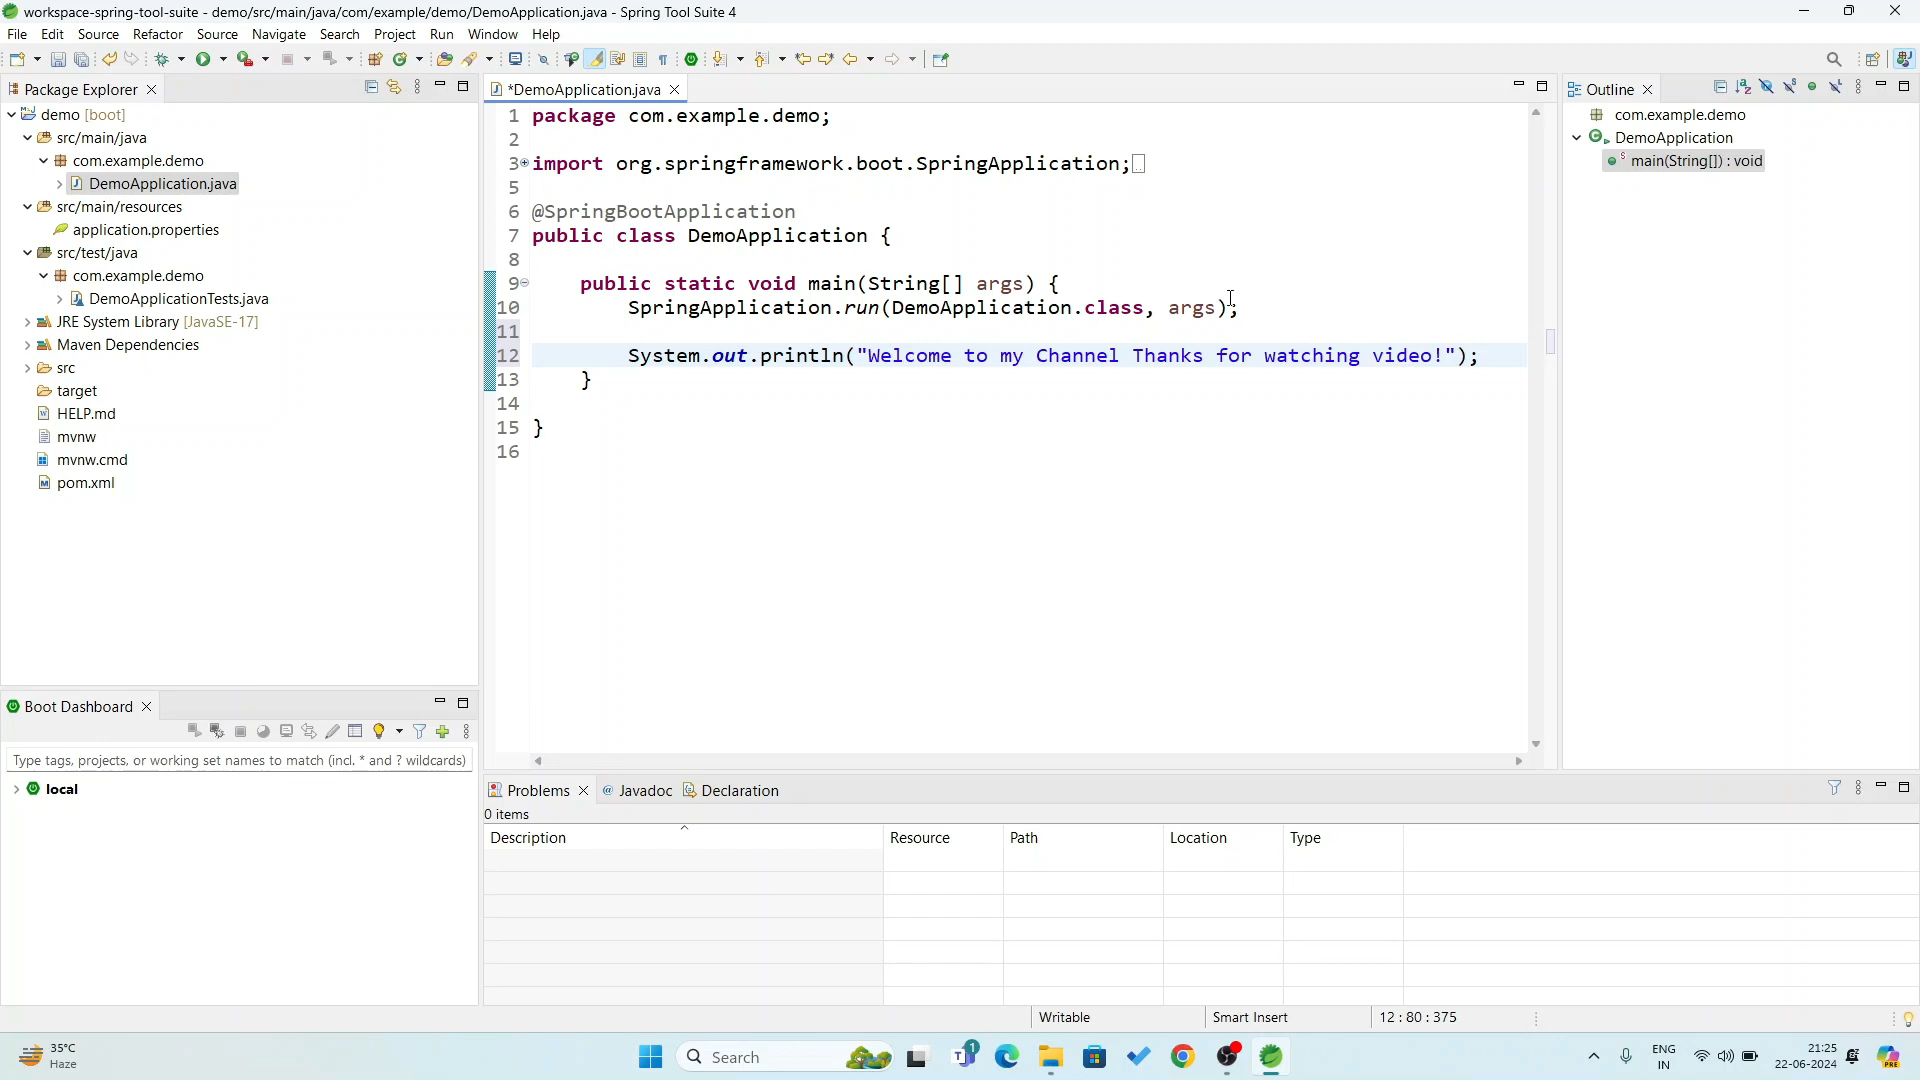 workspace-spring-tool-suite - demo/src/main/java/com/example/demo/DemoApplication.java - Spring Tool Suite 4
File Edit Source Refactor Source Navigate Search Project Run Window Help
Package Explorer
demo [boot]
src/main/java
com.example.demo
DemoApplication.java
src/main/resources
application.properties
src/test/java
com.example.demo
DemoApplicationTests.java
JRE System Library [JavaSE-17]
Maven Dependencies
src
target
HELP.md
mvnw
mvnw.cmd
pom.xml
*DemoApplication.java
1 package com.example.demo;
2
3 import org.springframework.boot.SpringApplication;
5
6 @SpringBootApplication
7 public class DemoApplication {
8
9 public static void main(String[] args) {
10 SpringApplication.run(DemoApplication.class, args);
11
12 System.out.println("Welcome to my Channel Thanks for watching video!");
13 }
14
15 }
16
Outline
com.example.demo
DemoApplication
main(String[]) : void
Boot Dashboard
Type tags, projects, or working set names to match (incl. * and ? wildcards)
local
Problems @ Javadoc Declaration
0 items
Description Resource Path Location Type
Writable Smart Insert 12 : 80 : 375
35°C
Haze
Search
1
ENG
IN
21:25
22-06-2024
PRE